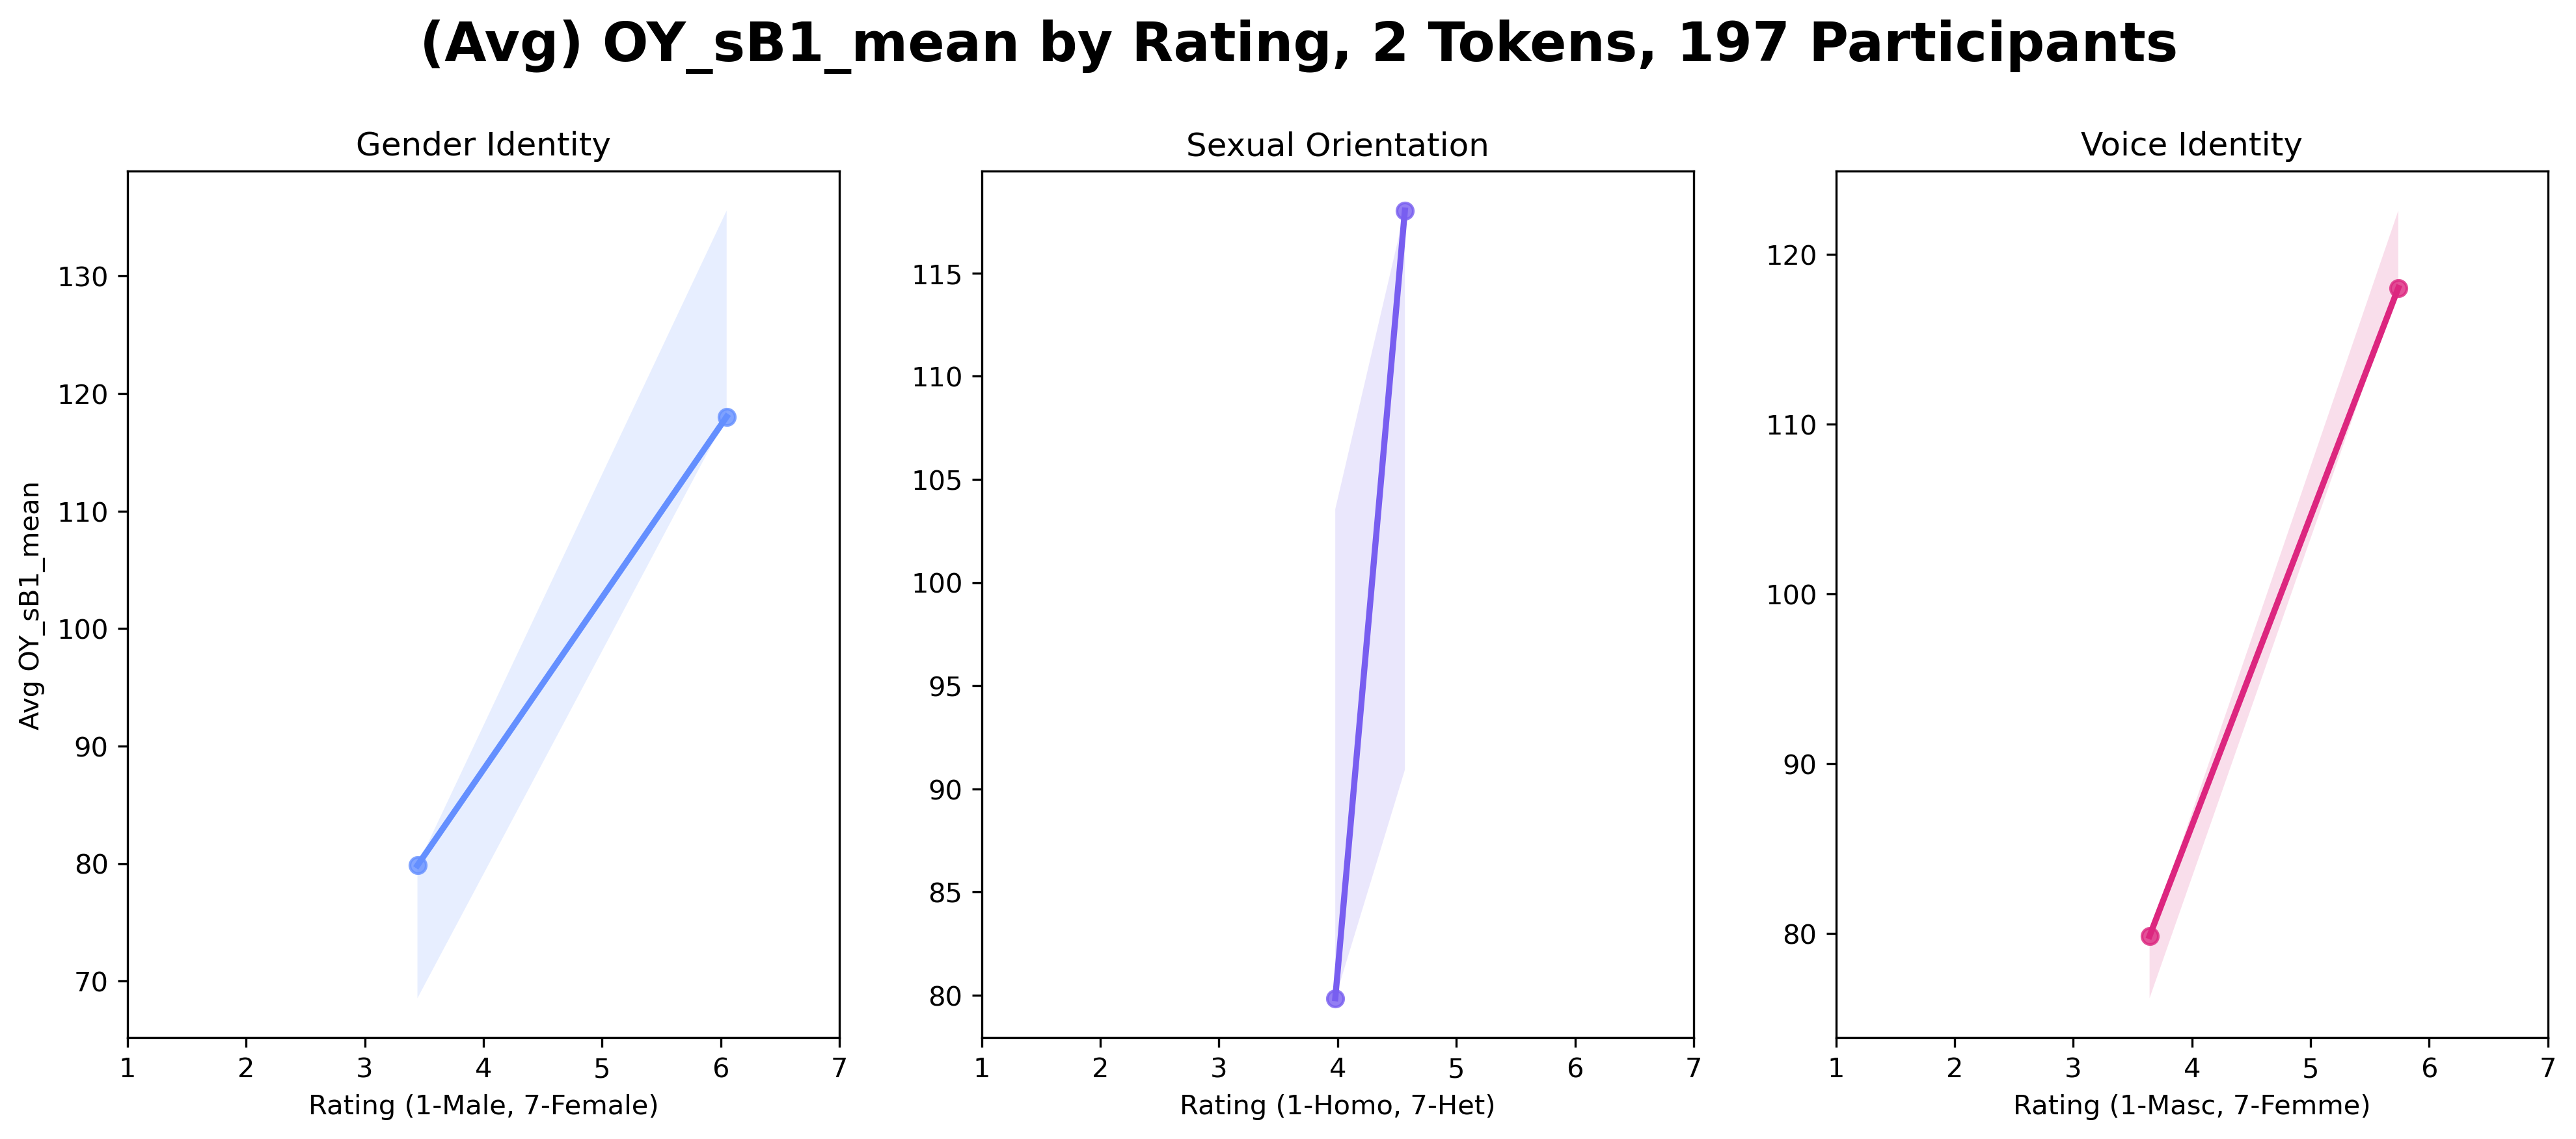 (Avg) OY_sB1_mean by Rating, 2 Tokens, 197 Participants
Gender Identity
Avg OY_sB1_mean
130
120
110
100
90
80
70
1 2 3 4 5 6 7
Rating (1-Male, 7-Female)
Sexual Orientation
115
110
105
100
95
90
85
80
1 2 3 4 5 6 7
Rating (1-Homo, 7-Het)
Voice Identity
120
110
100
90
80
1 2 3 4 5 6 7
Rating (1-Masc, 7-Femme)